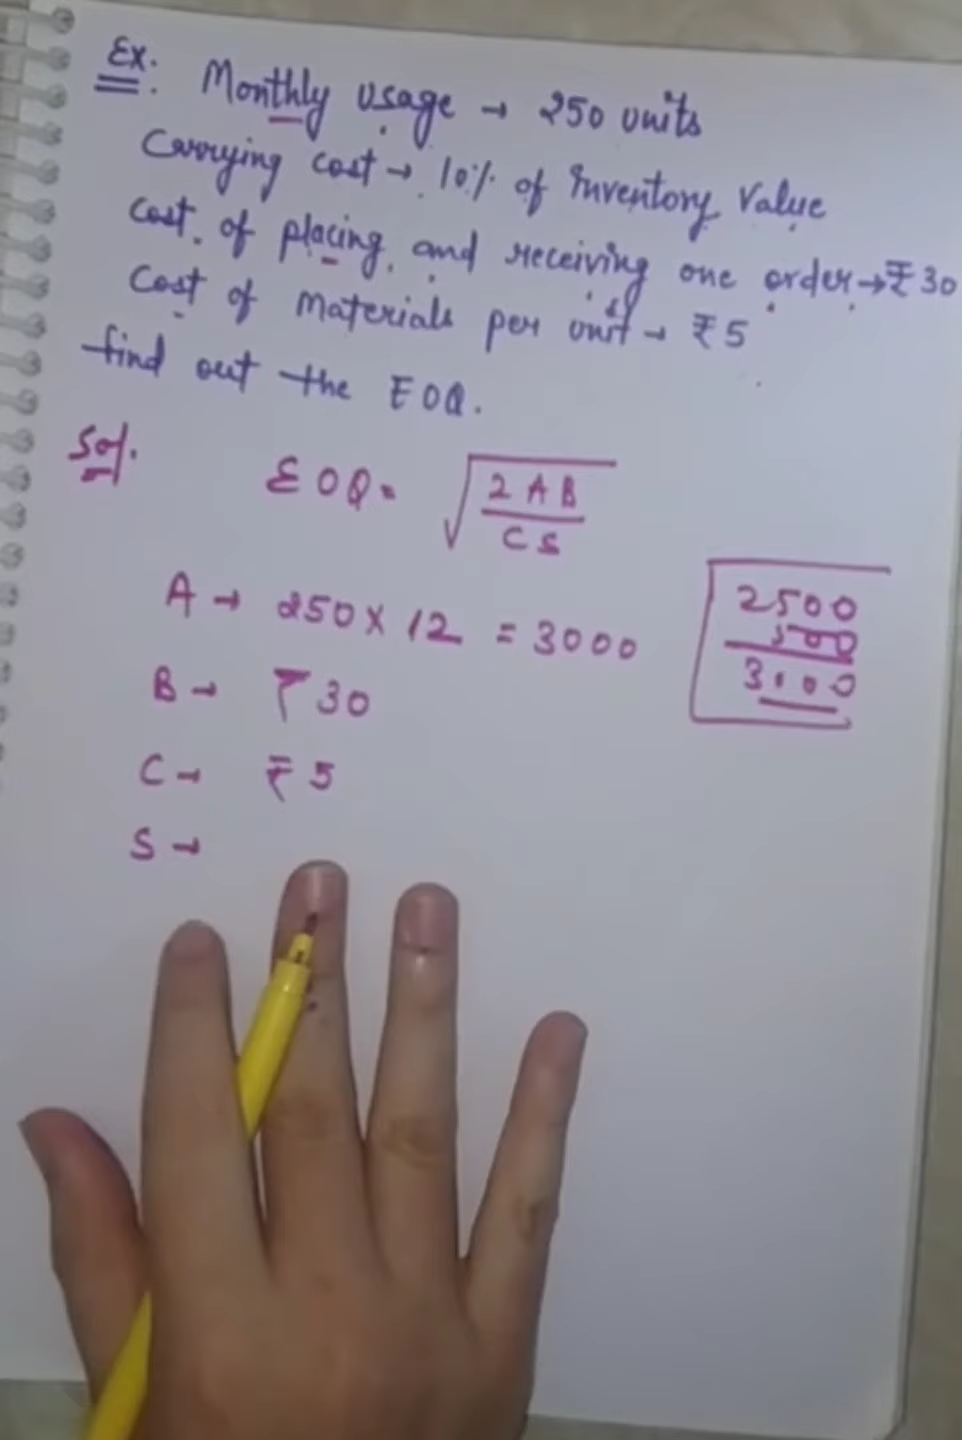 Ex: Monthly usage → 250 units
Carrying cost → 10% of Inventory Value
Cost of placing and receiving one order → ₹30
Cost of Materials per unit → ₹5
find out the EOQ.
Sol.
EOQ = √2AB
CS
A → 250 × 12 = 3000
B → ₹30
C → ₹5
S →
2500
500
3000